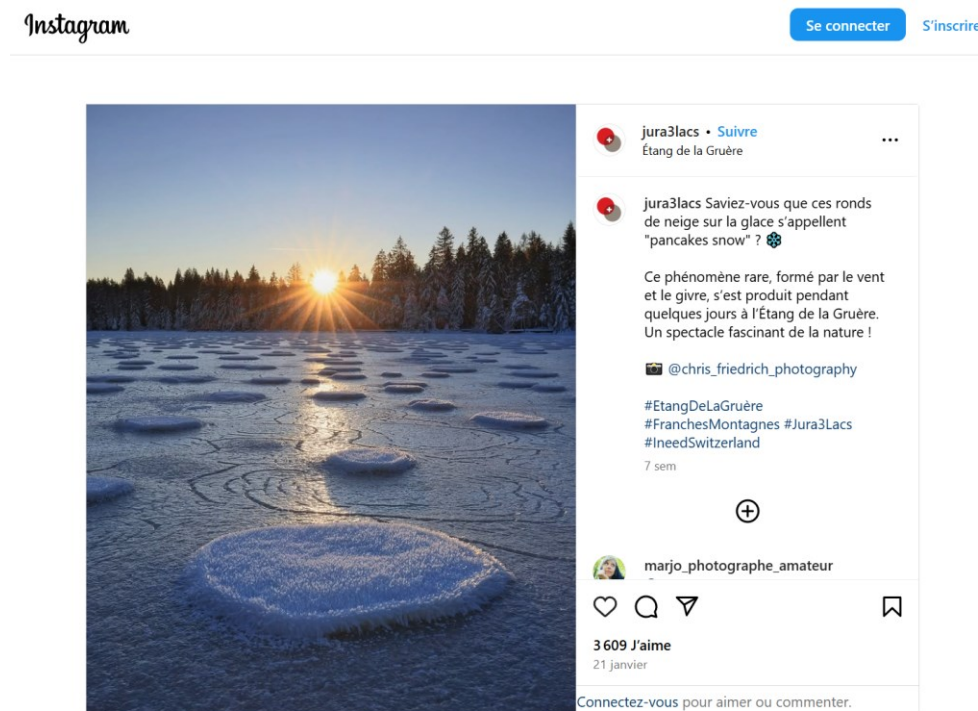 Instagram
Se connecter
S'inscrire
jura3lacs • Suivre
Étang de la Gruère
jura3lacs Saviez-vous que ces ronds
de neige sur la glace s'appellent
"pancakes snow" ? ❄️
Ce phénomène rare, formé par le vent
et le givre, s'est produit pendant
quelques jours à l'Étang de la Gruère.
Un spectacle fascinant de la nature !
📸 @chris_friedrich_photography
#EtangDeLaGruère
#FranchesMontagnes #Jura3Lacs
#IneedSwitzerland
7 sem
marjo_photographe_amateur
3 609 J'aime
21 janvier
Connectez-vous pour aimer ou commenter.